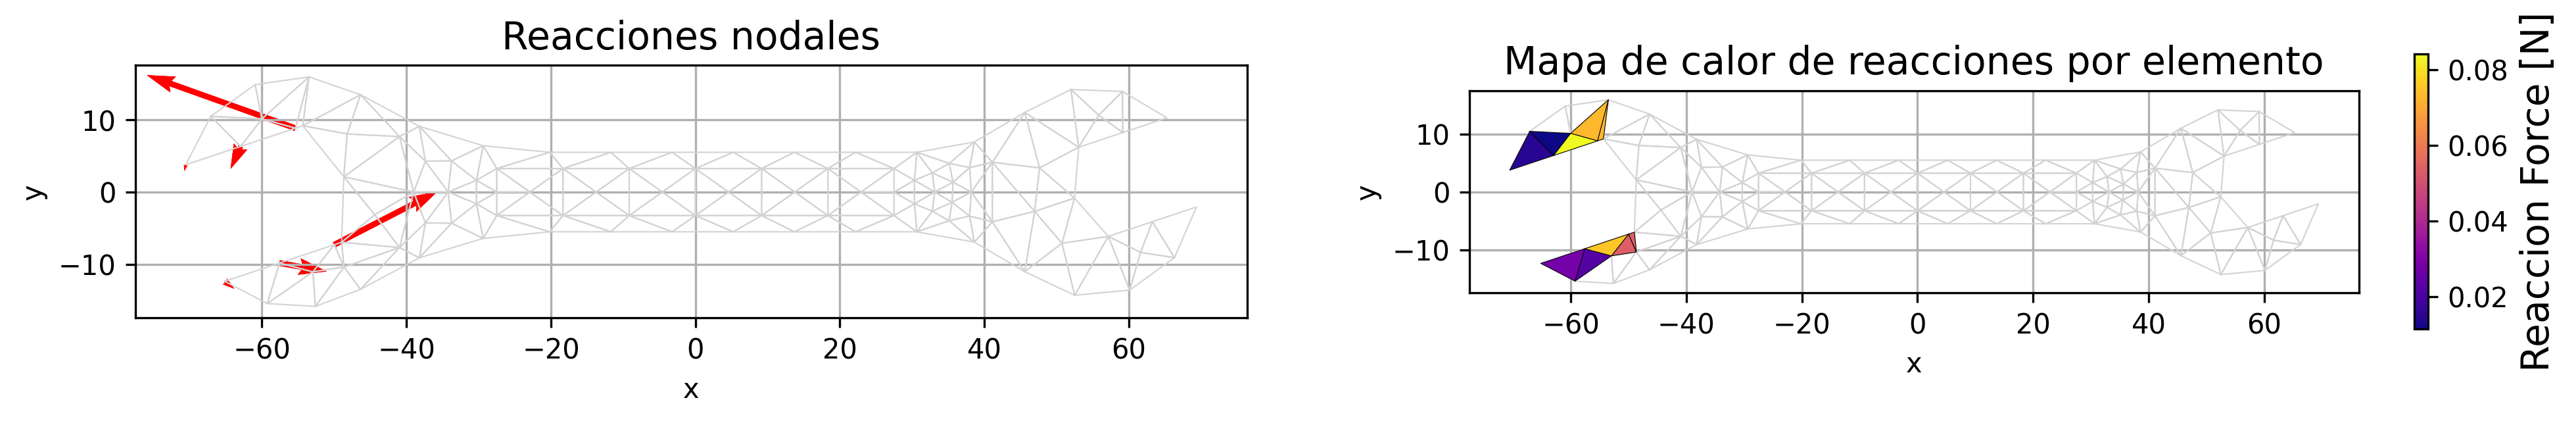 Reacciones nodales
10
0
−10
y
−60 −40 −20 0 20 40 60
x
Mapa de calor de reacciones por elemento
10
0
−10
y
−60 −40 −20 0 20 40 60
x
0.08
0.06
0.04
0.02
Reaccion Force [N]